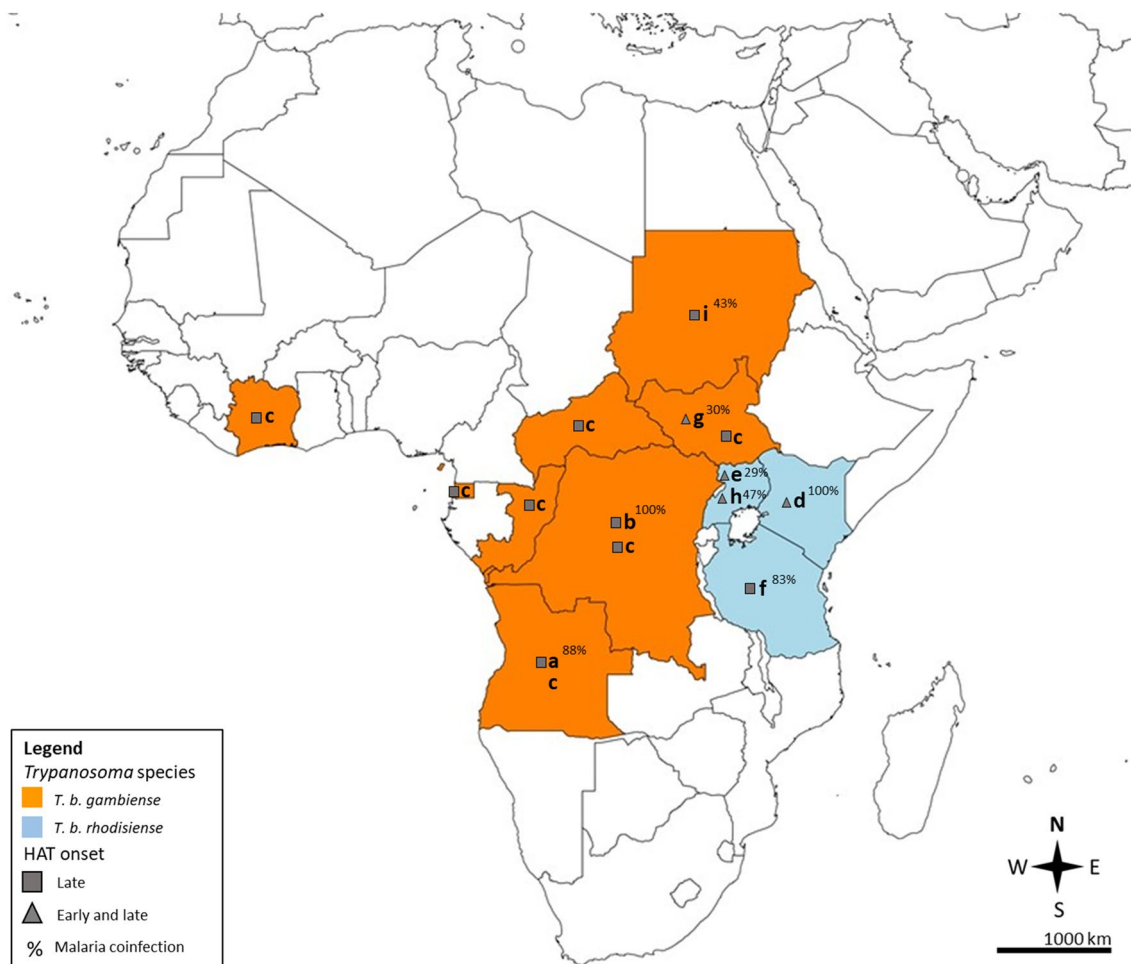 i 43%
g 30%
c
c
c
e 29%
h 47%
d 100%
c
c
b 100%
c
f 83%
a 88%
c
Legend
Trypanosoma species
T. b. gambiense
T. b. rhodisiense
HAT onset
Late
Early and late
% Malaria coinfection
N
W E
S
1000 km